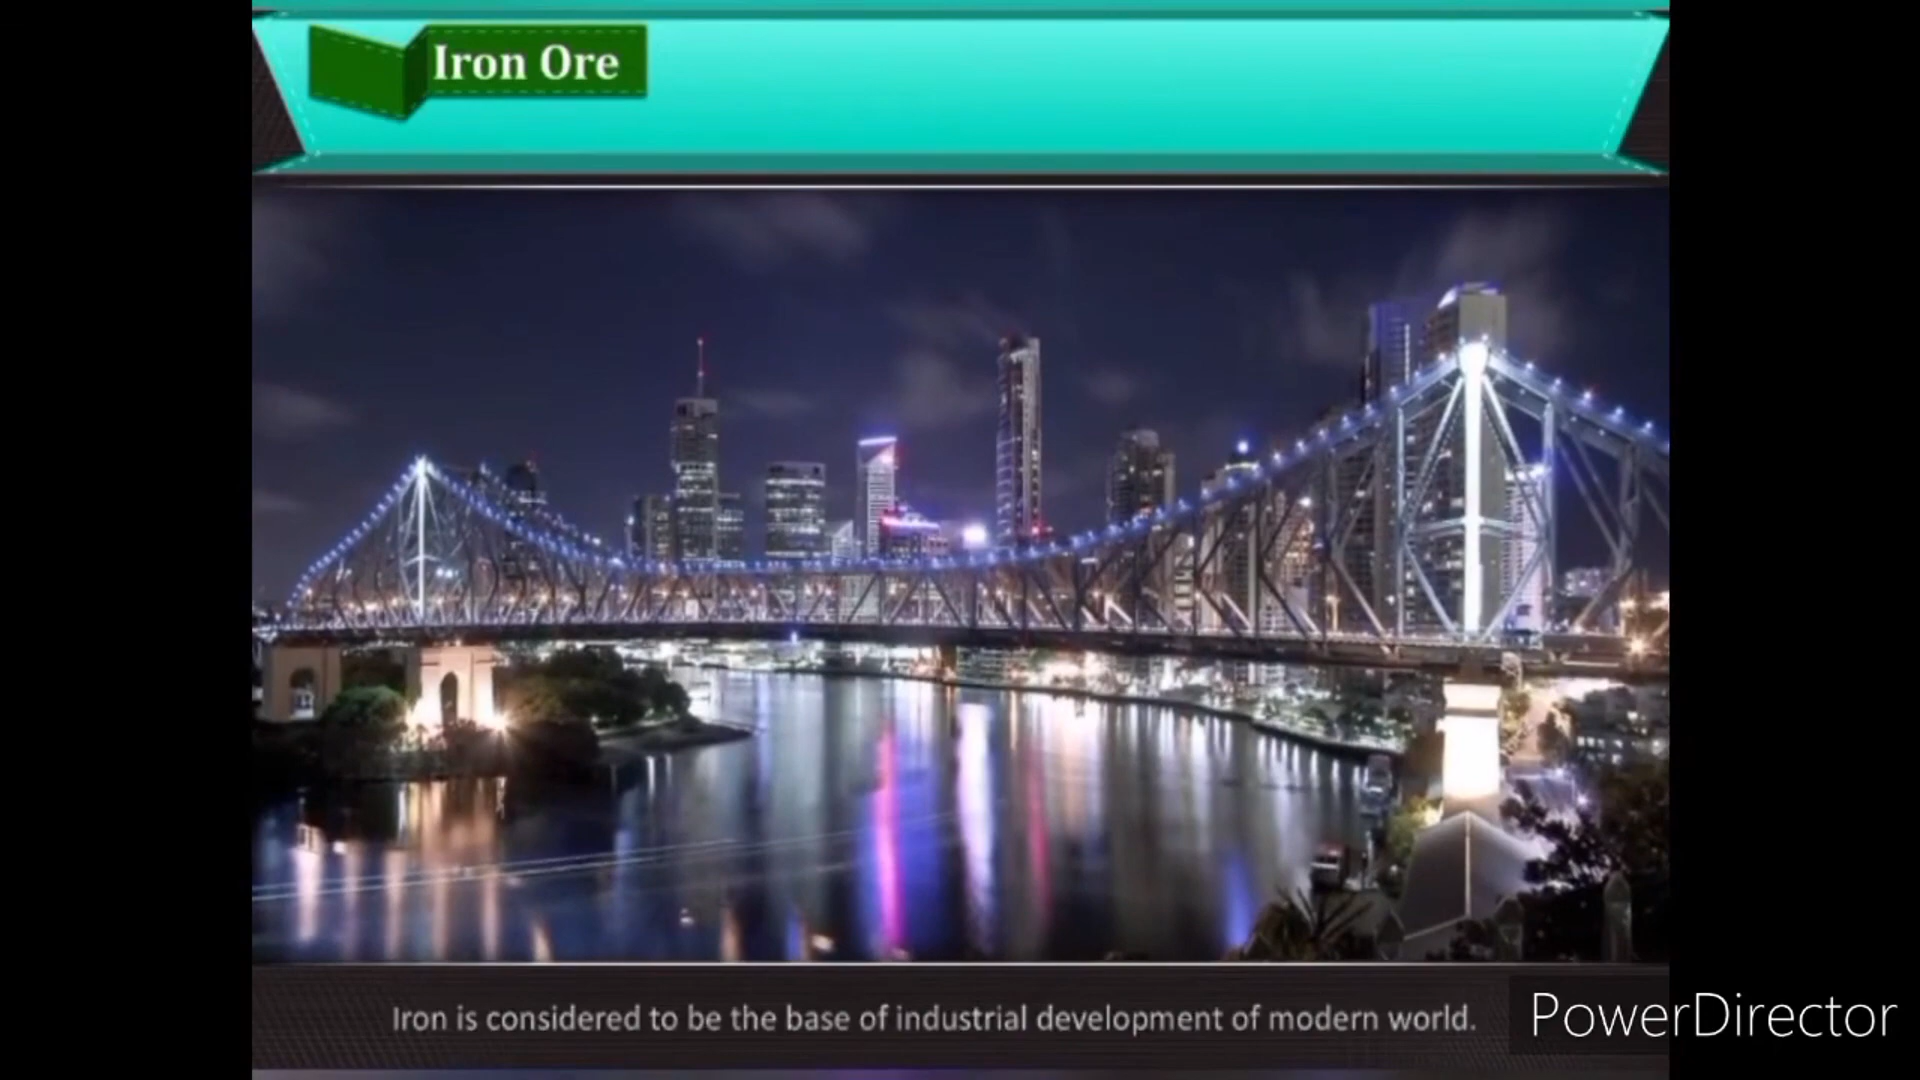 Iron Ore
Iron is considered to be the base of industrial development of modern world.
PowerDirector